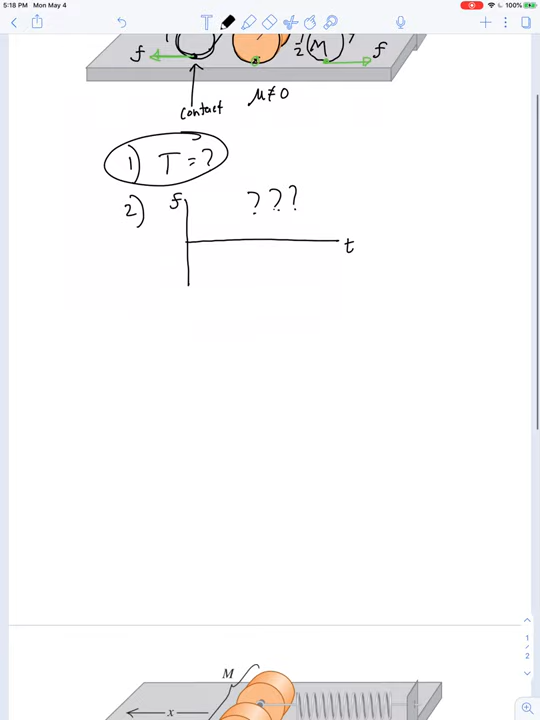 5:18 PM Mon May 4
100%
T
f
1/2 M
f
contact
μ≠0
1) T = ?
2) f
???
t
1
/
2
M
x